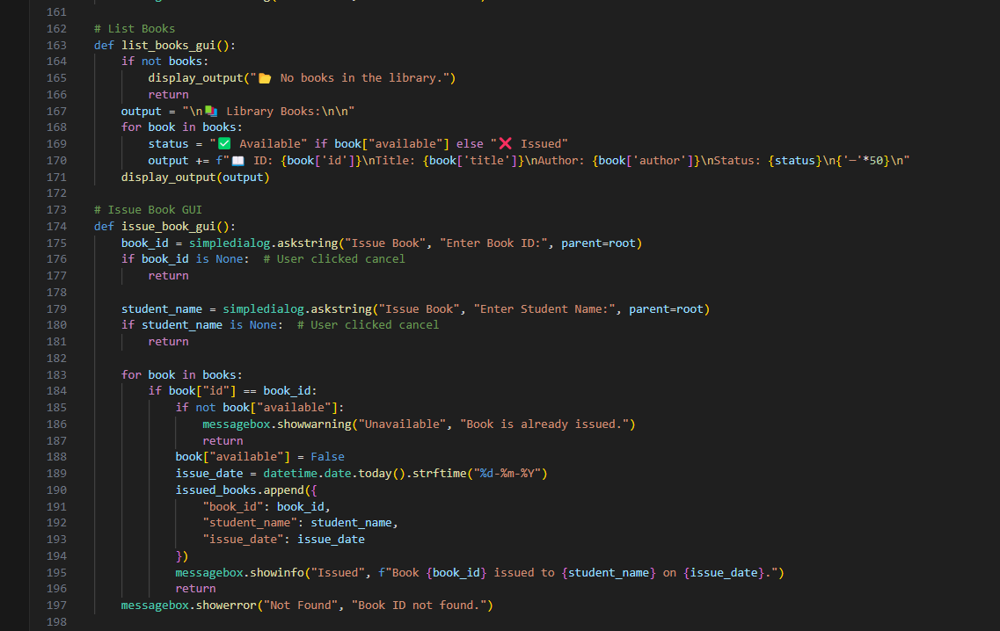 161
162 # List Books
163 def list_books_gui():
164     if not books:
165         display_output("📂 No books in the library.")
166         return
167     output = "\n📚 Library Books:\n\n"
168     for book in books:
169         status = "✅ Available" if book["available"] else "❌ Issued"
170         output += f"📖 ID: {book['id']}\nTitle: {book['title']}\nAuthor: {book['author']}\nStatus: {status}\n{'—'*50}\n"
171     display_output(output)
172
173 # Issue Book GUI
174 def issue_book_gui():
175     book_id = simpledialog.askstring("Issue Book", "Enter Book ID:", parent=root)
176     if book_id is None:  # User clicked cancel
177         return
178
179     student_name = simpledialog.askstring("Issue Book", "Enter Student Name:", parent=root)
180     if student_name is None:  # User clicked cancel
181         return
182
183     for book in books:
184         if book["id"] == book_id:
185             if not book["available"]:
186                 messagebox.showwarning("Unavailable", "Book is already issued.")
187                 return
188             book["available"] = False
189             issue_date = datetime.date.today().strftime("%d-%m-%Y")
190             issued_books.append({
191                 "book_id": book_id,
192                 "student_name": student_name,
193                 "issue_date": issue_date
194             })
195             messagebox.showinfo("Issued", f"Book {book_id} issued to {student_name} on {issue_date}.")
196             return
197     messagebox.showerror("Not Found", "Book ID not found.")
198